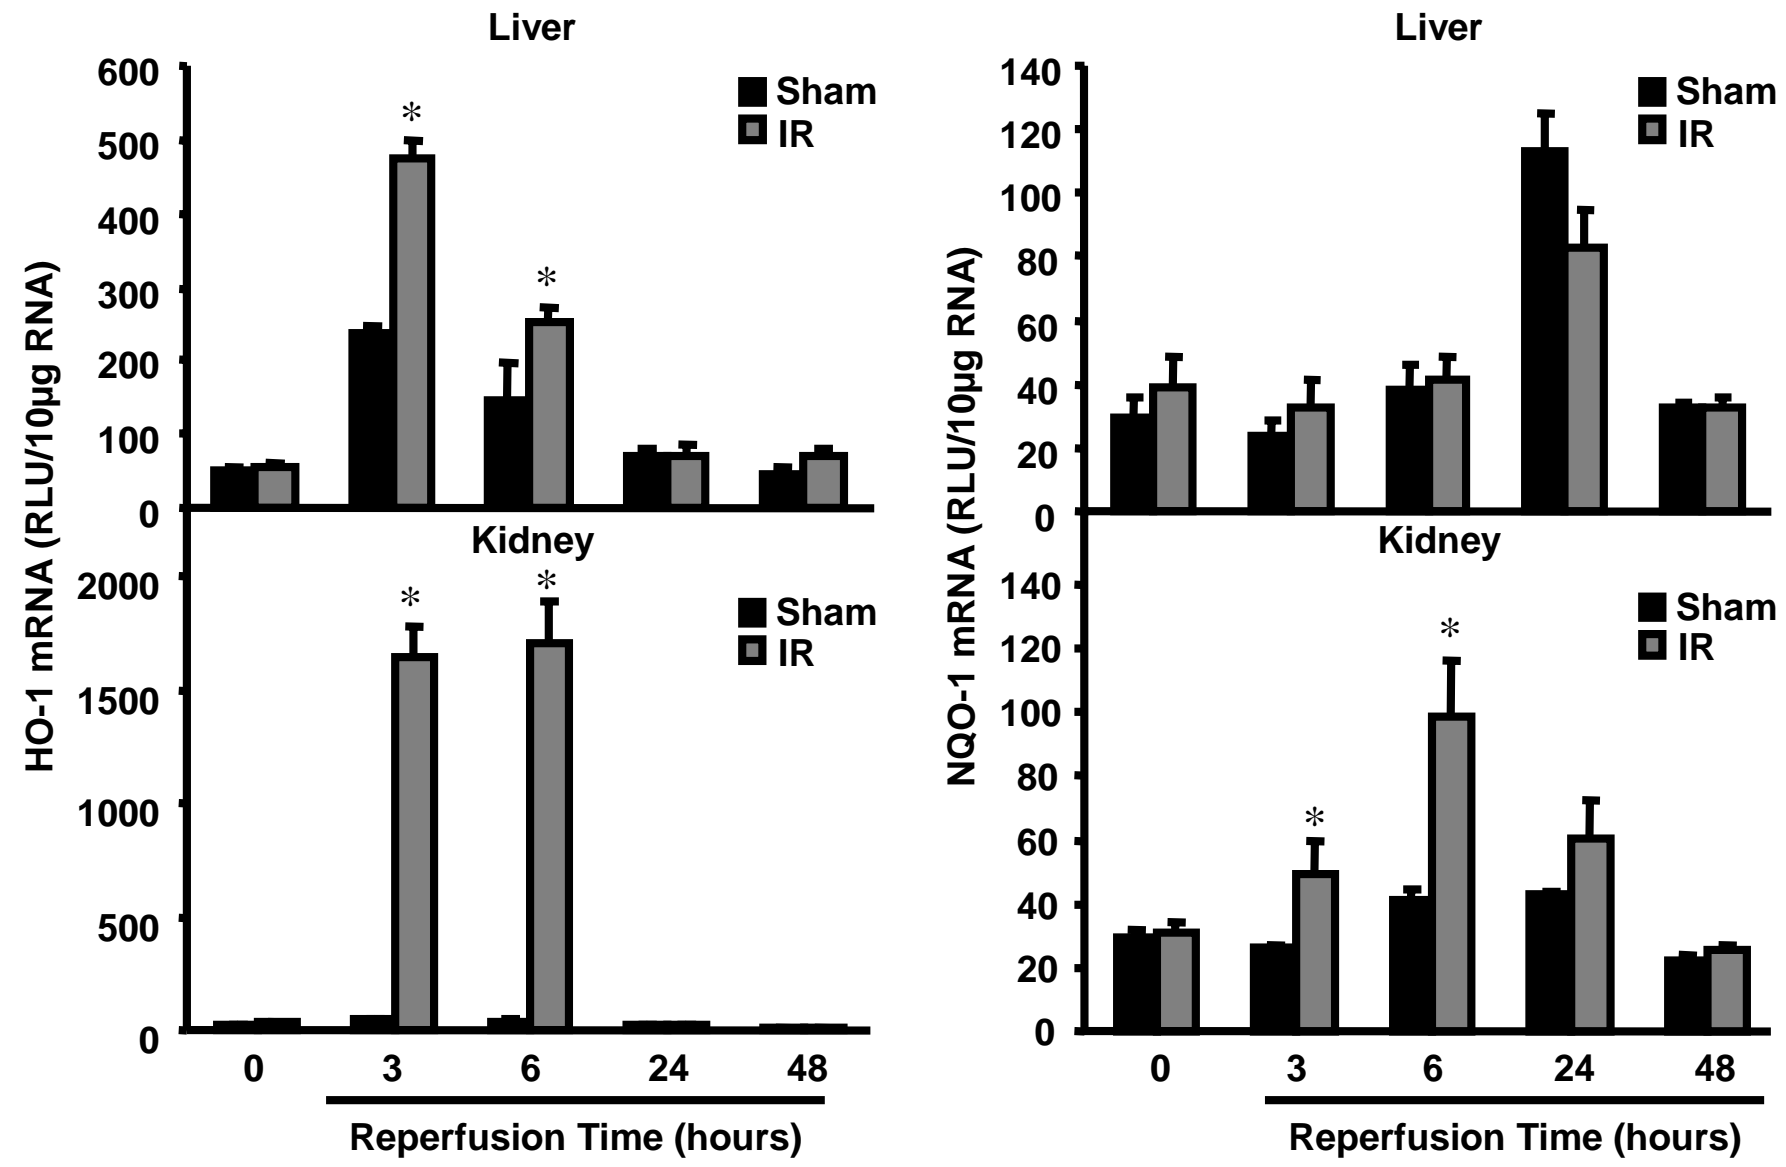 Liver
600
500
400
300
200
100
0
Sham
IR
*
*
Kidney
2000
1500
1000
500
0
Sham
IR
*
*
HO-1 mRNA (RLU/10µg RNA)
0 3 6 24 48
Reperfusion Time (hours)
Liver
140
120
100
80
60
40
20
0
Sham
IR
Kidney
140
120
100
80
60
40
20
0
Sham
IR
*
*
NQO-1 mRNA (RLU/10µg RNA)
0 3 6 24 48
Reperfusion Time (hours)